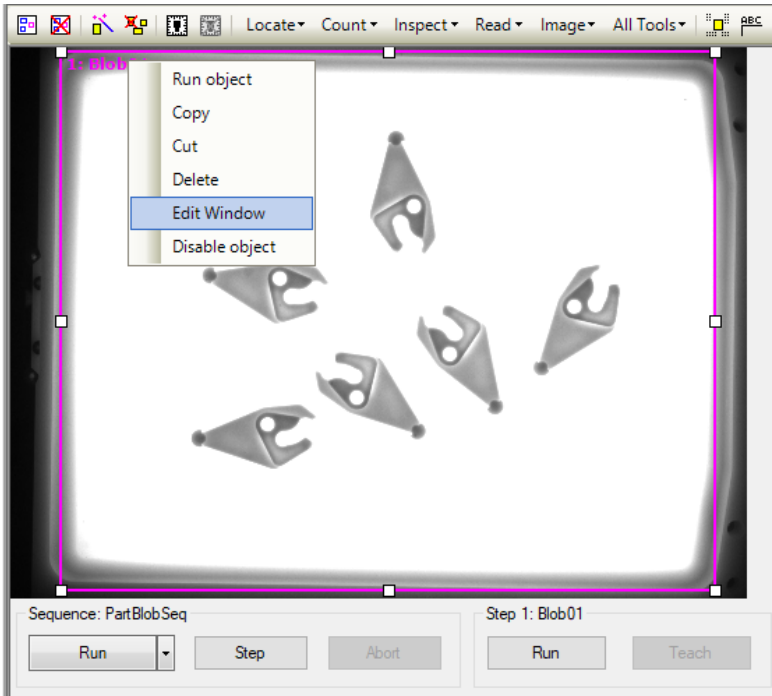 Locate Count Inspect Read Image All Tools ABC
1: Blob
Run object
Copy
Cut
Delete
Edit Window
Disable object
Sequence: PartBlobSeq
Step 1: Blob01
Run Step Abort
Run Teach